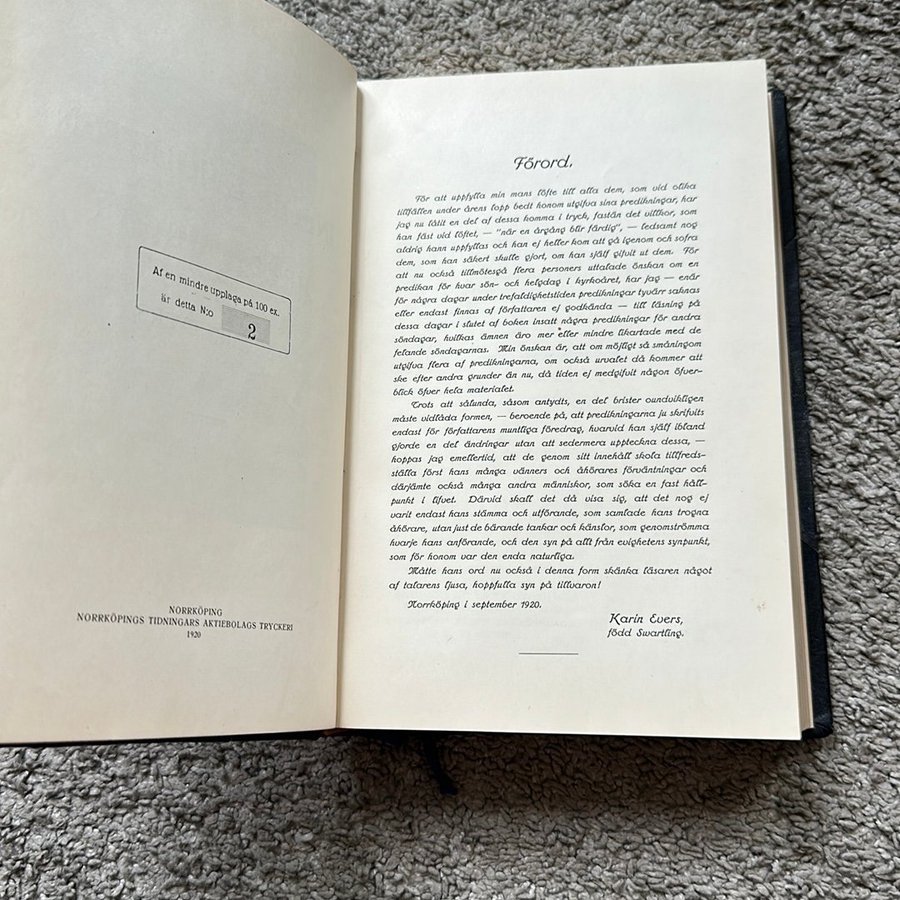 Af en mindre upplaga på 100 ex.
är detta N:o 2
NORRKÖPING
NORRKÖPINGS TIDNINGARS AKTIEBOLAGS TRYCKERI
1920
Förord.
För att uppfylla min mans löfte till alla dem, som vid olika
tillfällen under årens lopp bedt honom utgifva sina predikningar, har
jag nu låtit en del af dessa komma i tryck, fastän det villkor, som
han fäst vid löftet, — "när en årgång blir färdig", — ledsamt nog
aldrig hann uppfyllas och han ej heller kom att gå igenom och sofra
dem, som han säkert skulle gjort, om han själf gifvit ut dem. För
att nu också tillmötesgå flera personers uttalade önskan om en
predikan för hvar sön- och helgdag i kyrkoåret, har jag — enär
för några dagar under trefaldighetstiden predikningar tyvärr saknas
eller endast finnas af författaren ej godkända — till läsning på
dessa dagar i slutet af boken insatt några predikningar för andra
söndagar, hvilkas ämnen äro mer eller mindre likartade med de
felande söndagarnas. Min önskan är, att om möjligt så småningom
utgifva flera af predikningarna, om också urvalet då kommer att
ske efter andra grunder än nu, då tiden ej medgifvit någon öfver-
blick öfver hela materialet.
Trots att sålunda, såsom antydts, en del brister oundvikligen
måste vidlåda formen, — beroende på, att predikningarna ju skrifvits
endast för författarens muntliga föredrag, hvarvid han själf ibland
gjorde en del ändringar utan att sedermera uppteckna dessa, —
hoppas jag emellertid, att de genom sitt innehåll skola tillfreds-
ställa först hans många vänners och åhörares förväntningar och
därjämte också många andra människor, som söka en fast håll-
punkt i lifvet. Därvid skall det då visa sig, att det nog ej
varit endast hans stämma och utförande, som samlade hans trogna
åhörare, utan just de bärande tankar och känslor, som genomströmma
hvarje hans anförande, och den syn på allt från evighetens synpunkt,
som för honom var den enda naturliga.
Måtte hans ord nu också i denna form skänka läsaren något
af talarens ljusa, hoppfulla syn på tillvaron!
Norrköping i september 1920.
Karin Evers,
född Swartling.